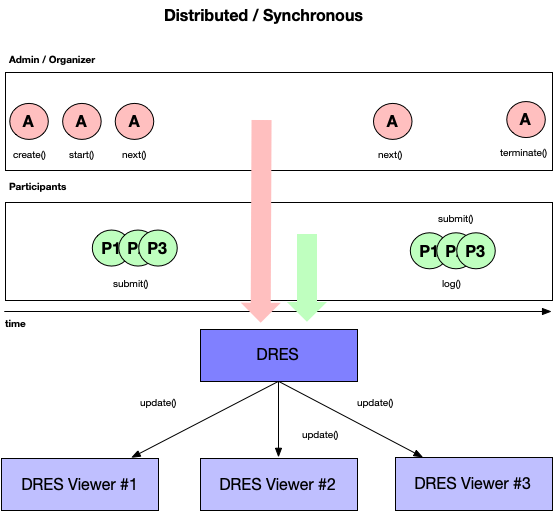 Distributed / Synchronous
Admin / Organizer
A A A A A
create() start() next() next() terminate()
Participants
submit()
P1 P P3 P1 P. P3
submit() log()
time
DRES
update() update()
update()
DRES Viewer #1 DRES Viewer #2 DRES Viewer #3